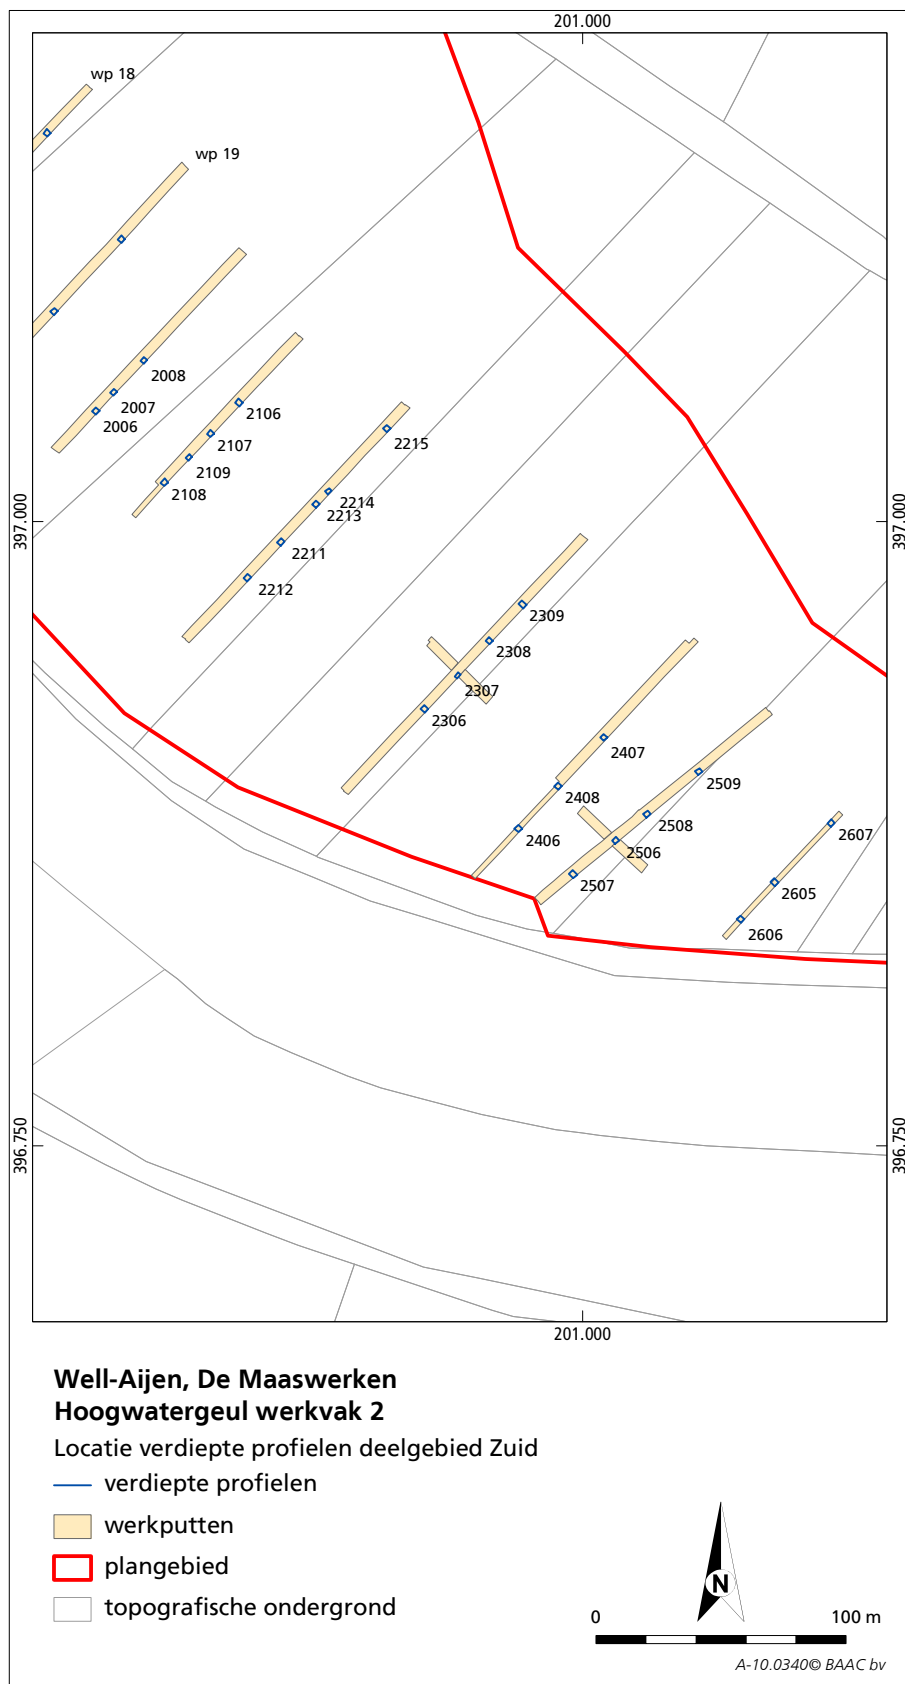 201.000
wp 18
wp 19
2008
2007
2006
2106
2107
2109
2108
2215
2214
2213
2211
2212
397.000
397.000
2309
2308
2307
2306
2407
2408
2406
2509
2508
2506
2507
2607
2605
2606
396.750
396.750
201.000
Well-Aijen, De Maaswerken
Hoogwatergeul werkvak 2
Locatie verdiepte profielen deelgebied Zuid
verdiepte profielen
werkputten
plangebied
topografische ondergrond
N
0 100 m
A-10.0340© BAAC bv